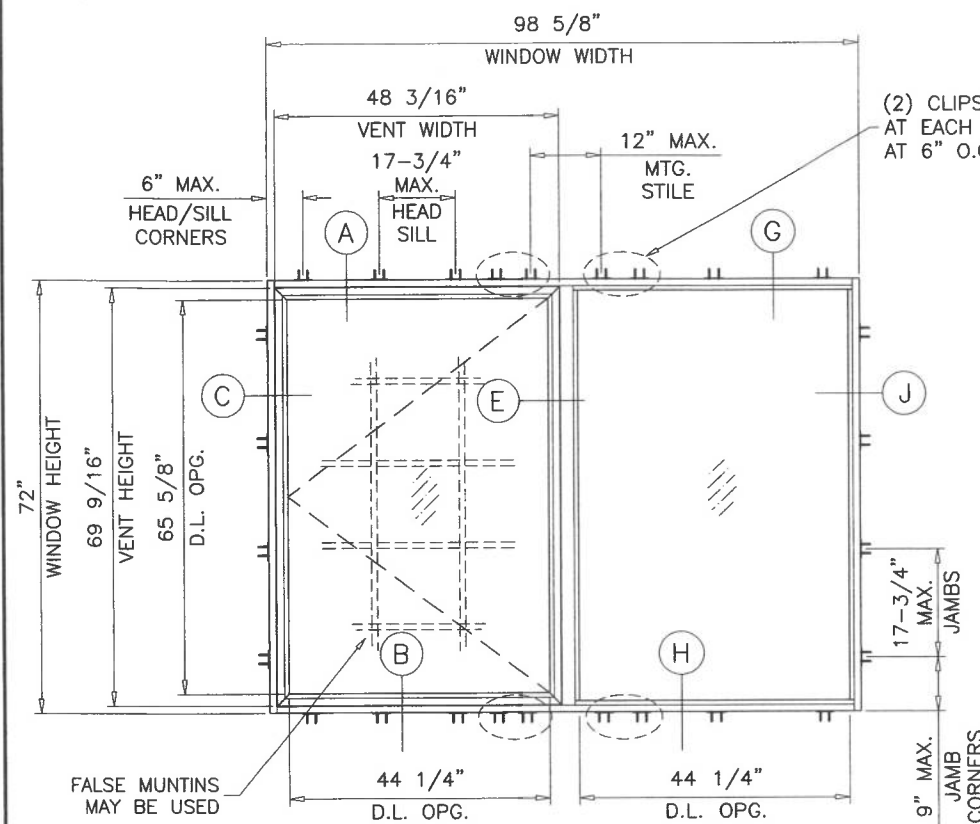 98 5/8"
WINDOW WIDTH
48 3/16"
VENT WIDTH
(2) CLIPS
AT EACH
AT 6" O.
17-3/4"
MAX.
HEAD
SILL
12" MAX.
MTG.
STILE
6" MAX.
HEAD/SILL
CORNERS
A
G
C
E
J
72"
WINDOW HEIGHT
69 9/16"
VENT HEIGHT
65 5/8"
D.L. OPG.
17-3/4"
MAX.
JAMBS
B
H
FALSE MUNTINS
MAY BE USED
44 1/4"
D.L. OPG.
44 1/4"
D.L. OPG.
9" MAX.
JAMB
CORNERS